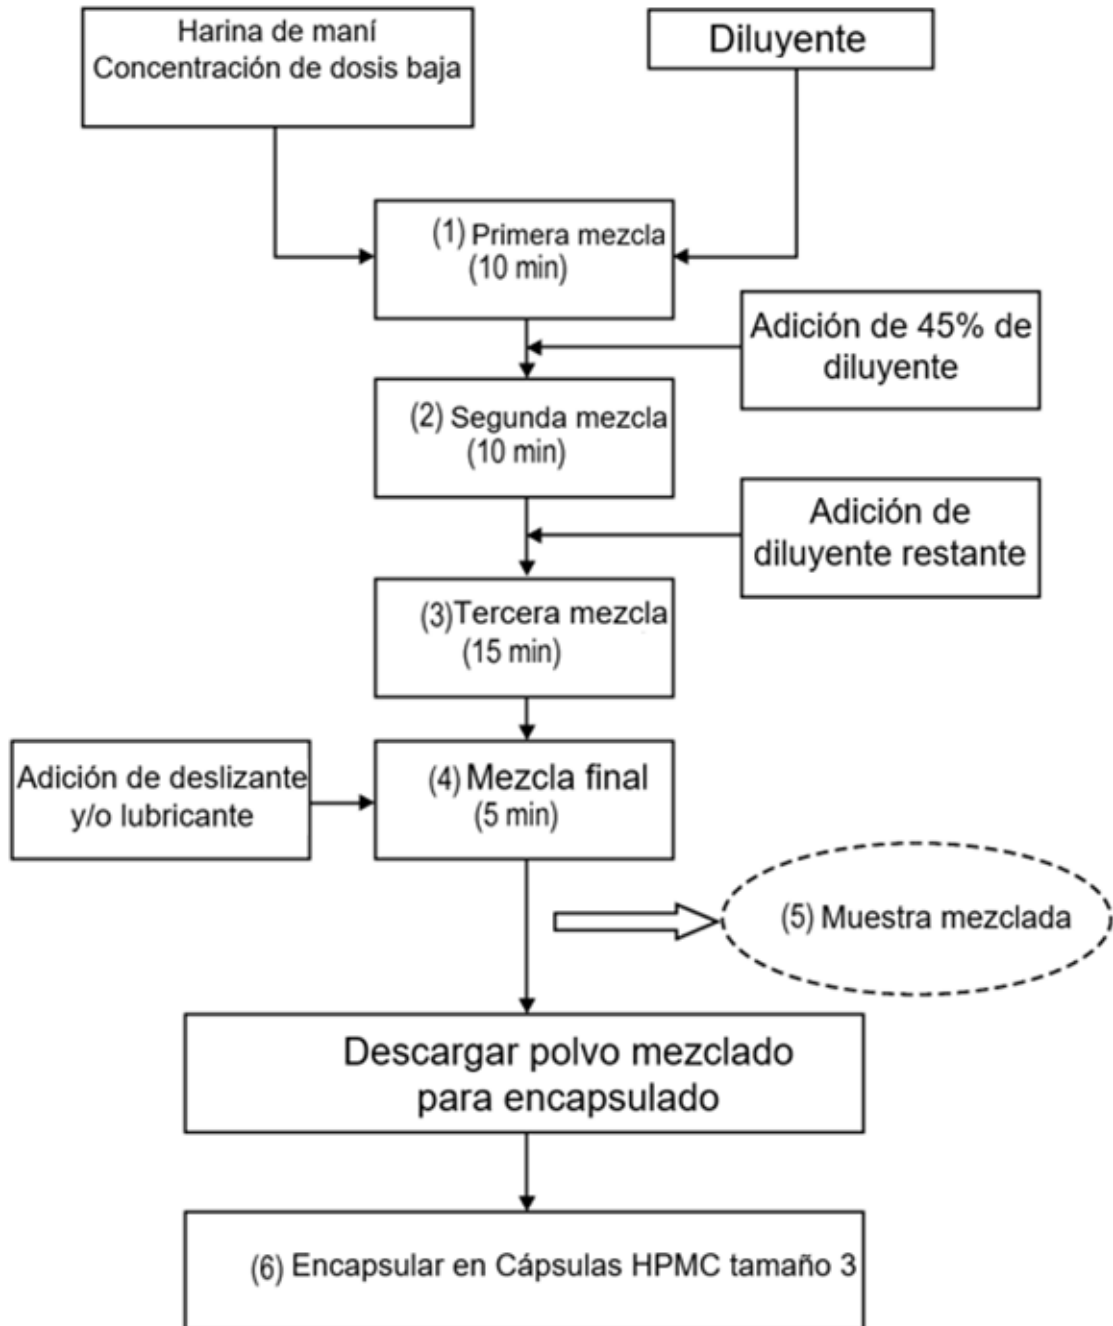 Harina de maní
Concentración de dosis baja
Diluyente
(1) Primera mezcla
(10 min)
Adición de 45% de
diluyente
(2) Segunda mezcla
(10 min)
Adición de
diluyente restante
(3) Tercera mezcla
(15 min)
Adición de deslizante
y/o lubricante
(4) Mezcla final
(5 min)
(5) Muestra mezclada
Descargar polvo mezclado
para encapsulado
(6) Encapsular en Cápsulas HPMC tamaño 3